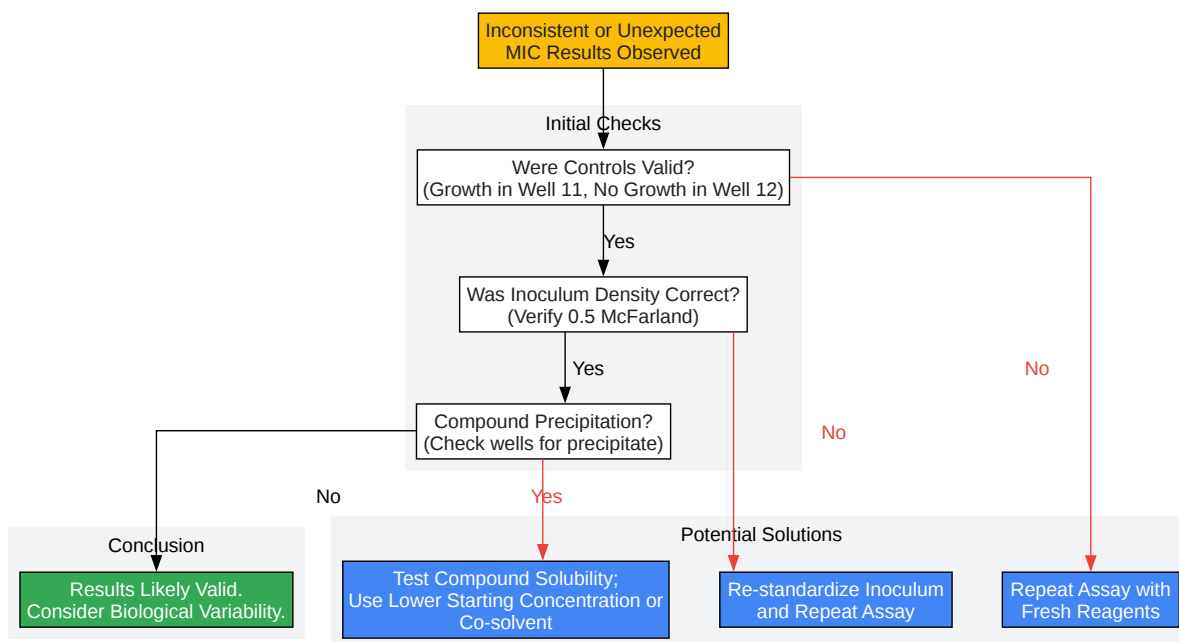 Inconsistent or Unexpected
MIC Results Observed
Initial Checks
Were Controls Valid?
(Growth in Well 11, No Growth in Well 12)
Yes
Was Inoculum Density Correct?
(Verify 0.5 McFarland)
Yes
No
Compound Precipitation?
(Check wells for precipitate)
No
No
Yes
Conclusion
Potential Solutions
Results Likely Valid.
Consider Biological Variability.
Test Compound Solubility;
Use Lower Starting Concentration or
Co-solvent
Re-standardize Inoculum
and Repeat Assay
Repeat Assay with
Fresh Reagents